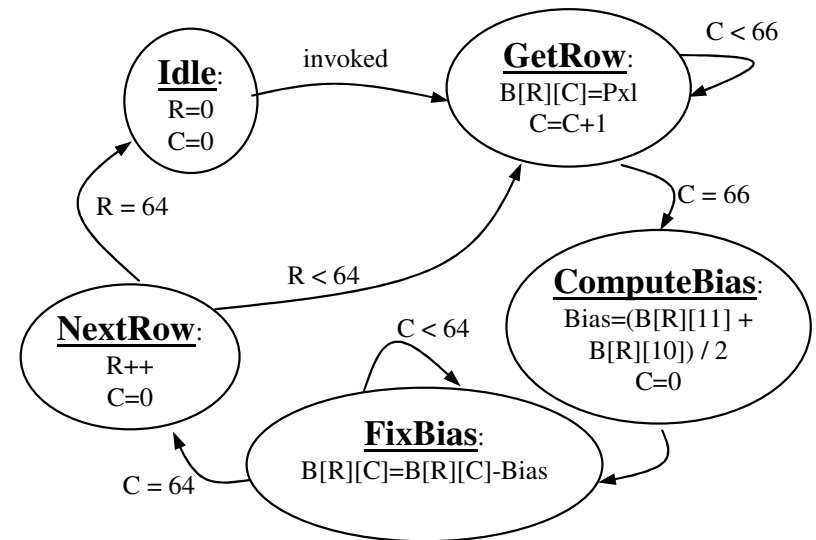 Idle:
R=0
C=0
invoked
GetRow:
B[R][C]=Pxl
C=C+1
C < 66
C = 66
ComputeBias:
Bias=(B[R][11] +
B[R][10]) / 2
C=0
C < 64
FixBias:
B[R][C]=B[R][C]-Bias
C = 64
NextRow:
R++
C=0
R < 64
R = 64